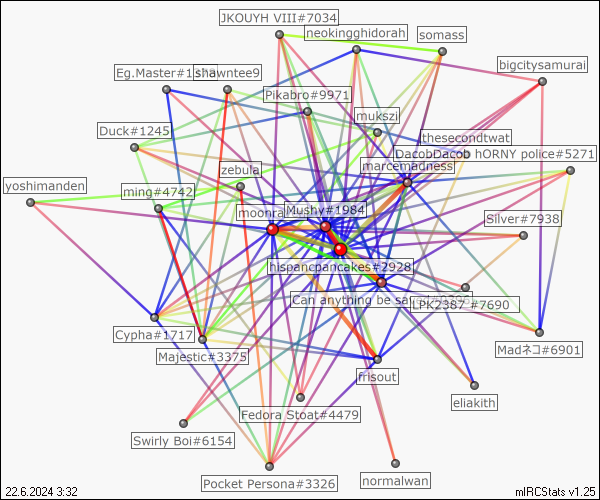 JKOUYH VIII#7034
neokingghidorah
somass
bigcitysamurai
Eg.Master#1
shawntee9
Pikabro#9971
mukszi
Duck#1245
thesecondtwat
DacobDacob
hORNY police#5271
marcemadness
zebula
yoshimanden
ming#4742
moonra
Mushy#1984
Silver#7938
hispancpancakes#2928
Can anything be sa
LPK2387 #7690
Cypha#1717
Majestic#3375
Madネコ#6901
frisout
eliakith
Fedora Stoat#4479
Swirly Boi#6154
Pocket Persona#3326
normalwan
22.6.2024 3:32
mIRCStats v1.25